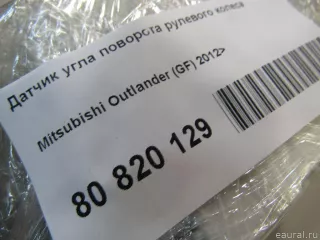 Датчик угла поворота рулевого колеса
Mitsubishi Outlander (GF) 2012>
80 820 129
eaural.ru